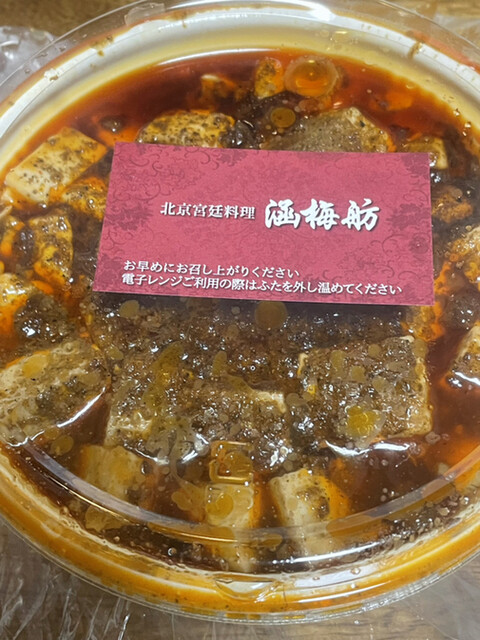 北京宮廷料理 涵梅舫
お早めにお召し上がりください
電子レンジご利用の際はふたを外し温めてください